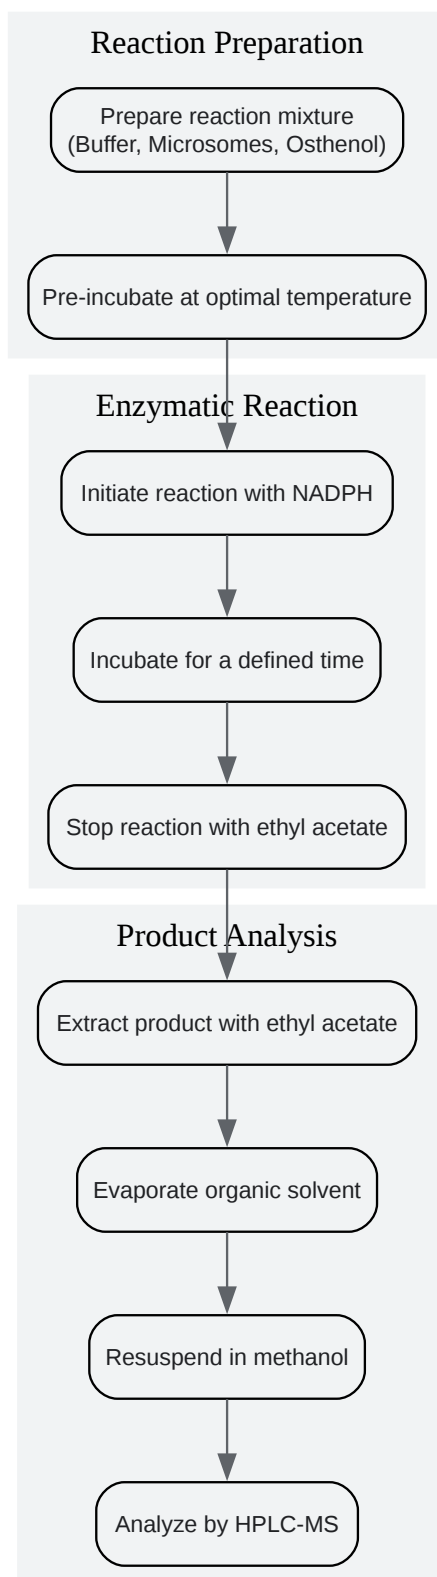 Reaction Preparation
Prepare reaction mixture
(Buffer, Microsomes, Osthenol)
Pre-incubate at optimal temperature
Enzymatic Reaction
Initiate reaction with NADPH
Incubate for a defined time
Stop reaction with ethyl acetate
Product Analysis
Extract product with ethyl acetate
Evaporate organic solvent
Resuspend in methanol
Analyze by HPLC-MS